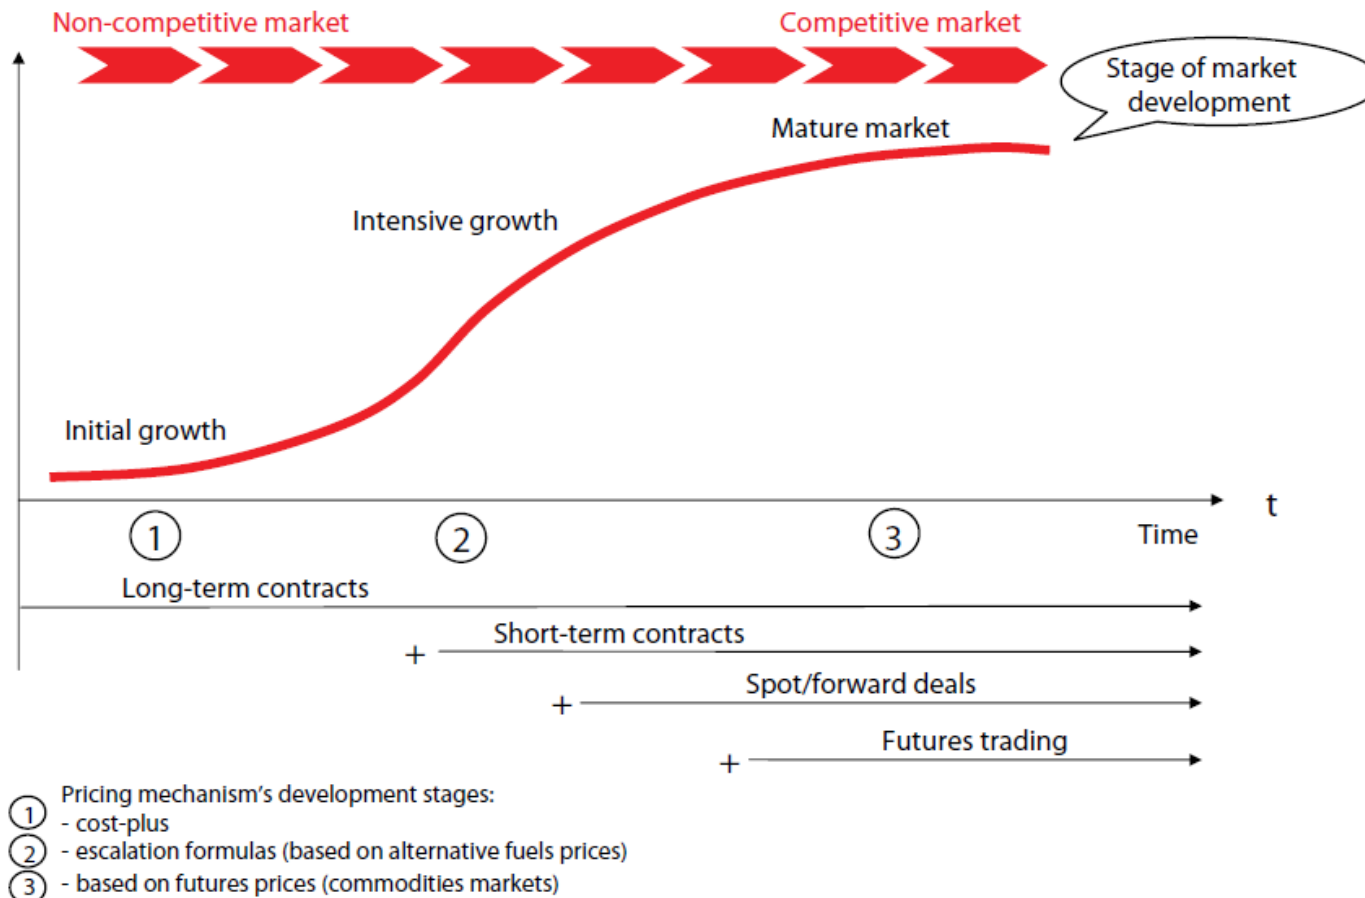 Non-competitive market
Competitive market
Stage of market
development
Mature market
Intensive growth
Initial growth
t
1
2
3
Time
Long-term contracts
+ Short-term contracts
+ Spot/forward deals
+ Futures trading
Pricing mechanism's development stages:
1 - cost-plus
2 - escalation formulas (based on alternative fuels prices)
3 - based on futures prices (commodities markets)